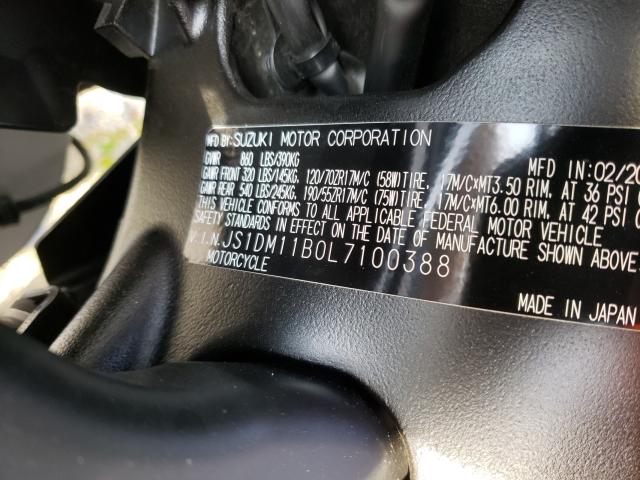 MFD BY:SUZUKI MOTOR CORPORATION MFD IN:02/20
GVWR 860 LBS/390KG
GAWR FRONT 320 LBS/145KG, 120/70ZR17M/C (58W)TIRE, 17M/C×MT3.50 RIM, AT 36 PSI
GAWR REAR 540 LBS/245KG, 190/55ZR17M/C (75W)TIRE, 17M/C×MT6.00 RIM, AT 42 PSI
THIS VEHICLE CONFORMS TO ALL APPLICABLE FEDERAL MOTOR VEHICLE
SAFETY STANDARDS IN EFFECT ON THE DATE OF MANUFACTURE SHOWN ABOVE.
V.I.N.JS1DM11B0L7100388
MOTORCYCLE
MADE IN JAPAN